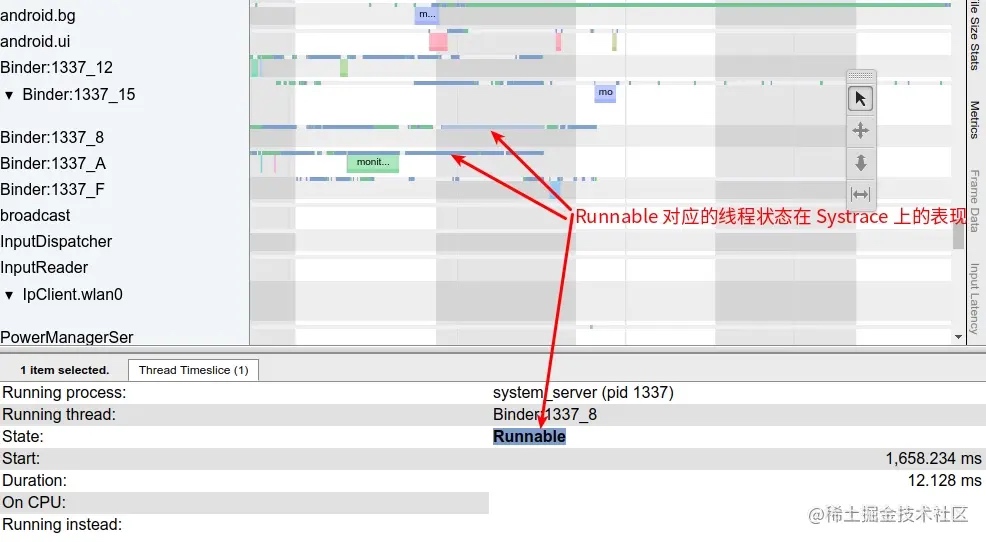 android.bg
m...
android.ui
Binder:1337_12
▼ Binder:1337_15
mo
Binder:1337_8
Binder:1337_A
monit...
Binder:1337_F
broadcast
Runnable 对应的线程状态在 Systrace 上的表现
InputDispatcher
InputReader
▼ IpClient.wlan0
PowerManagerSer
File Size Stats
Metrics
Frame Data
Input Latency
1 item selected.
Thread Timeslice (1)
Running process: system_server (pid 1337)
Running thread: Binder:1337_8
State: Runnable
Start: 1,658.234 ms
Duration: 12.128 ms
On CPU:
Running instead:
@稀土掘金技术社区